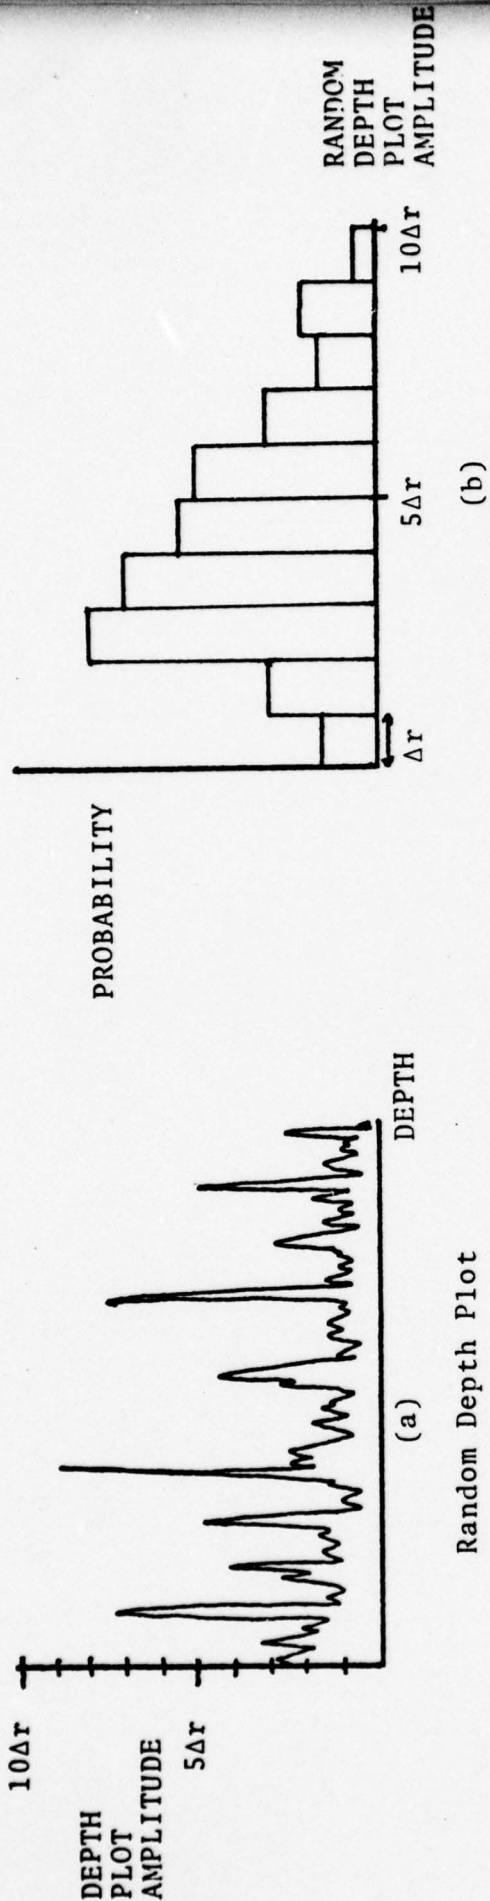 10Δr
DEPTH
PLOT
AMPLITUDE
5Δr
DEPTH
(a)
Random Depth Plot
PROBABILITY
Δr
5Δr
10Δr
RANDOM
DEPTH
PLOT
AMPLITUDE
(b)